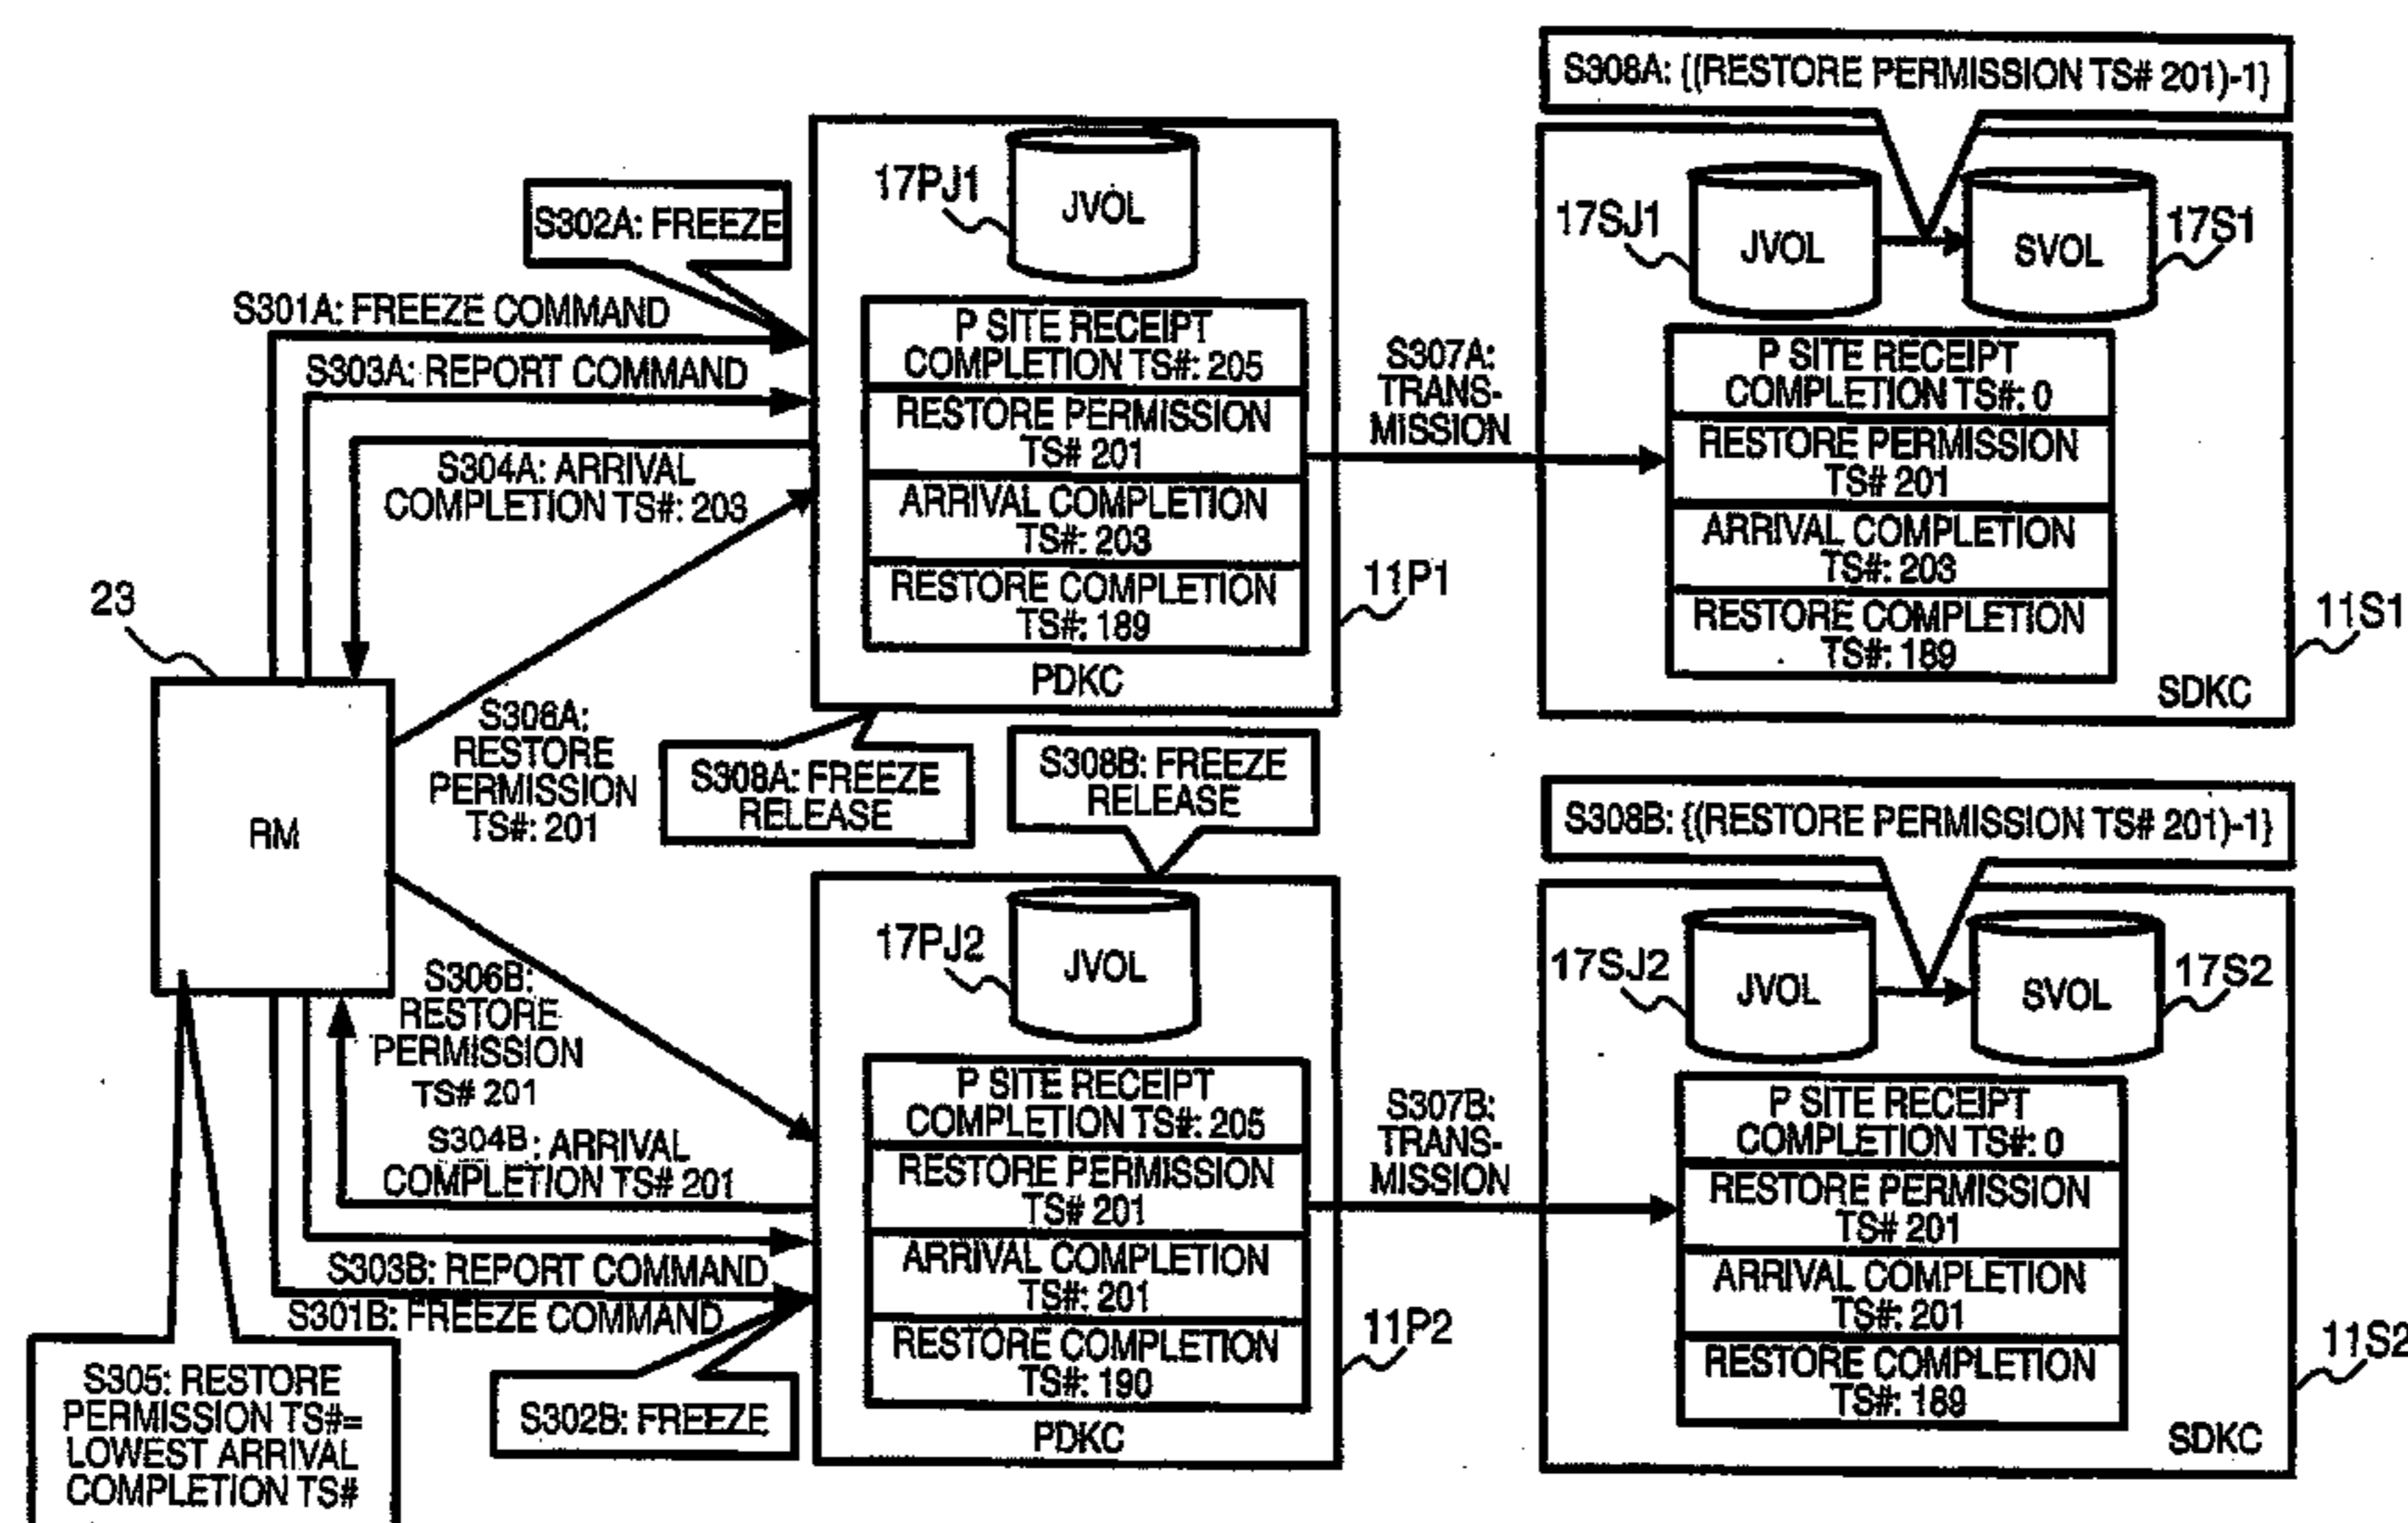 S308A: {(RESTORE PERMISSION TS# 201)-1}
17PJ1
JVOL
S302A: FREEZE
17SJ1
JVOL
SVOL
17S1
S301A: FREEZE COMMAND
S303A: REPORT COMMAND
S304A: ARRIVAL
COMPLETION TS#: 203
P SITE RECEIPT
COMPLETION TS#: 205
RESTORE PERMISSION
TS# 201
ARRIVAL COMPLETION
TS#: 203
RESTORE COMPLETION
TS#: 189
PDKC
11P1
S307A:
TRANS-
MISSION
P SITE RECEIPT
COMPLETION TS#: 0
RESTORE PERMISSION
TS# 201
ARRIVAL COMPLETION
TS#: 203
RESTORE COMPLETION
TS#: 189
SDKC
11S1
23
RM
S306A:
RESTORE
PERMISSION
TS#: 201
S308A: FREEZE
RELEASE
S308B: FREEZE
RELEASE
S308B: {(RESTORE PERMISSION TS# 201)-1}
17PJ2
JVOL
17SJ2
JVOL
SVOL
17S2
S306B:
RESTORE
PERMISSION
TS# 201
S304B: ARRIVAL
COMPLETION TS# 201
S303B: REPORT COMMAND
S301B: FREEZE COMMAND
S302B: FREEZE
P SITE RECEIPT
COMPLETION TS#: 205
RESTORE PERMISSION
TS# 201
ARRIVAL COMPLETION
TS#: 201
RESTORE COMPLETION
TS#: 190
PDKC
11P2
S307B:
TRANS-
MISSION
P SITE RECEIPT
COMPLETION TS#: 0
RESTORE PERMISSION
TS# 201
ARRIVAL COMPLETION
TS#: 201
RESTORE COMPLETION
TS#: 189
SDKC
11S2
S305: RESTORE
PERMISSION TS#=
LOWEST ARRIVAL
COMPLETION TS#